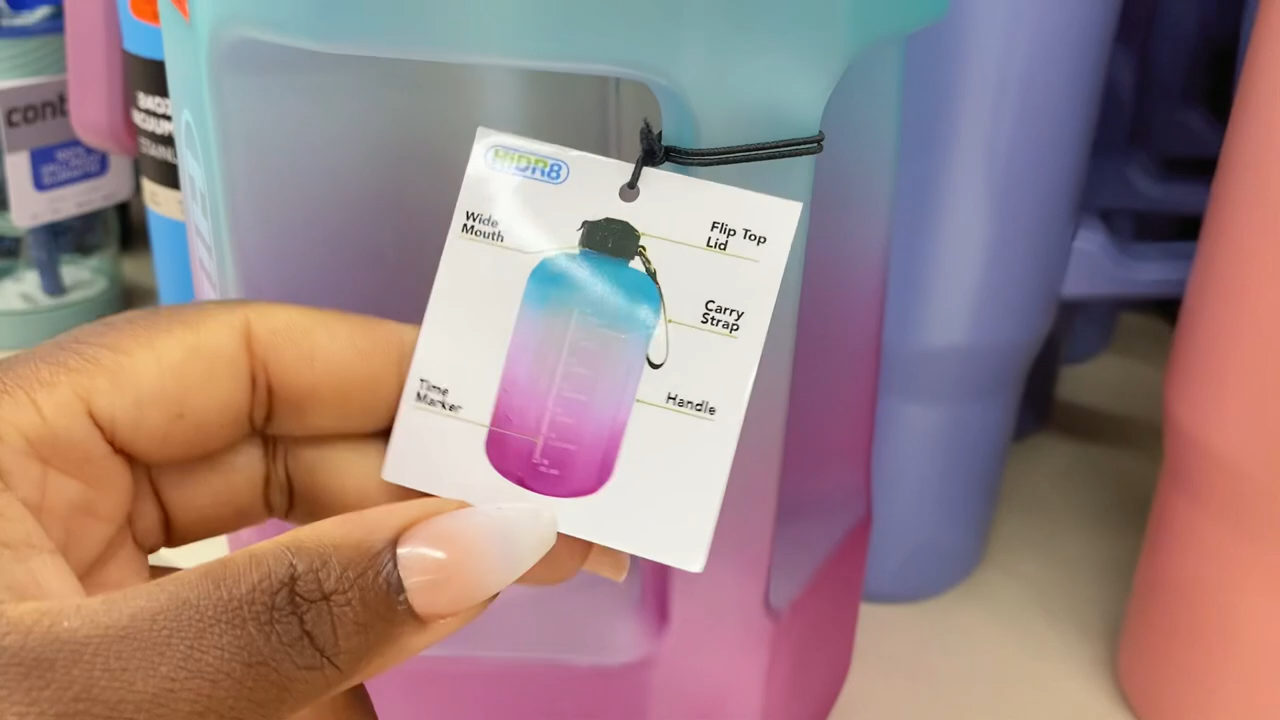 HIDR8
Wide
Mouth
Flip Top
Lid
Carry
Strap
Time
Marker
Handle
cont